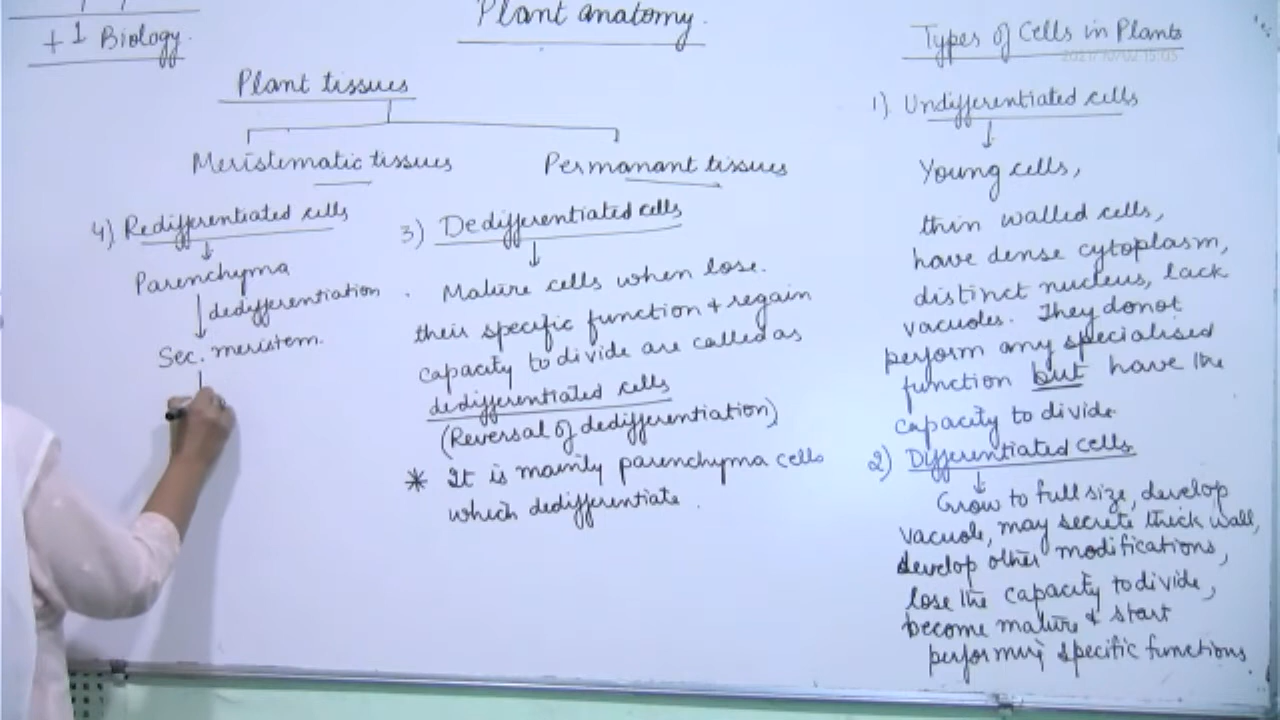 +1 Biology.
Plant anatomy.
Plant tissues
Meristematic tissues
Permanant tissues
4) Redifferentiated cells
Parenchyma
dedifferentiation
Sec. meristem.
3) Dedifferentiated cells
Mature cells when lose.
their specific function + regain
capacity to divide are called as
dedifferentiated cells
(Reversal of dedifferentiation)
* It is mainly parenchyma cells
which dedifferentiate.
Types of Cells in Plants
2021/10/02 15:05
1) Undifferentiated cells
Young cells,
thin walled cells,
have dense cytoplasm,
distinct nucleus, lack
vacuoles. They donot
perform any specialised
function but have the
capacity to divide.
2) Differentiated cells
Grow to full size, develop
vacuole, may secrete thick wall,
develop other modifications,
lose the capacity to divide,
become mature & start
performing specific functions.